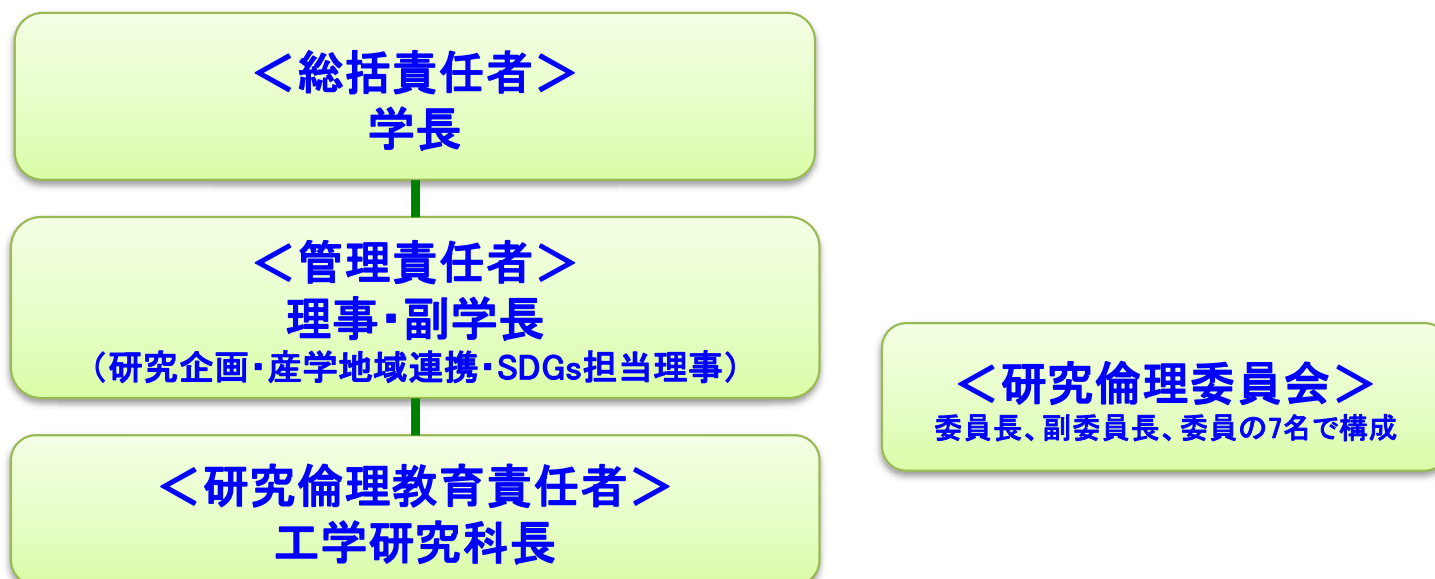 ＜総括責任者＞
学長
＜管理責任者＞
理事・副学長
（研究企画・産学地域連携・SDGs担当理事）
＜研究倫理教育責任者＞
工学研究科長
＜研究倫理委員会＞
委員長、副委員長、委員の7名で構成